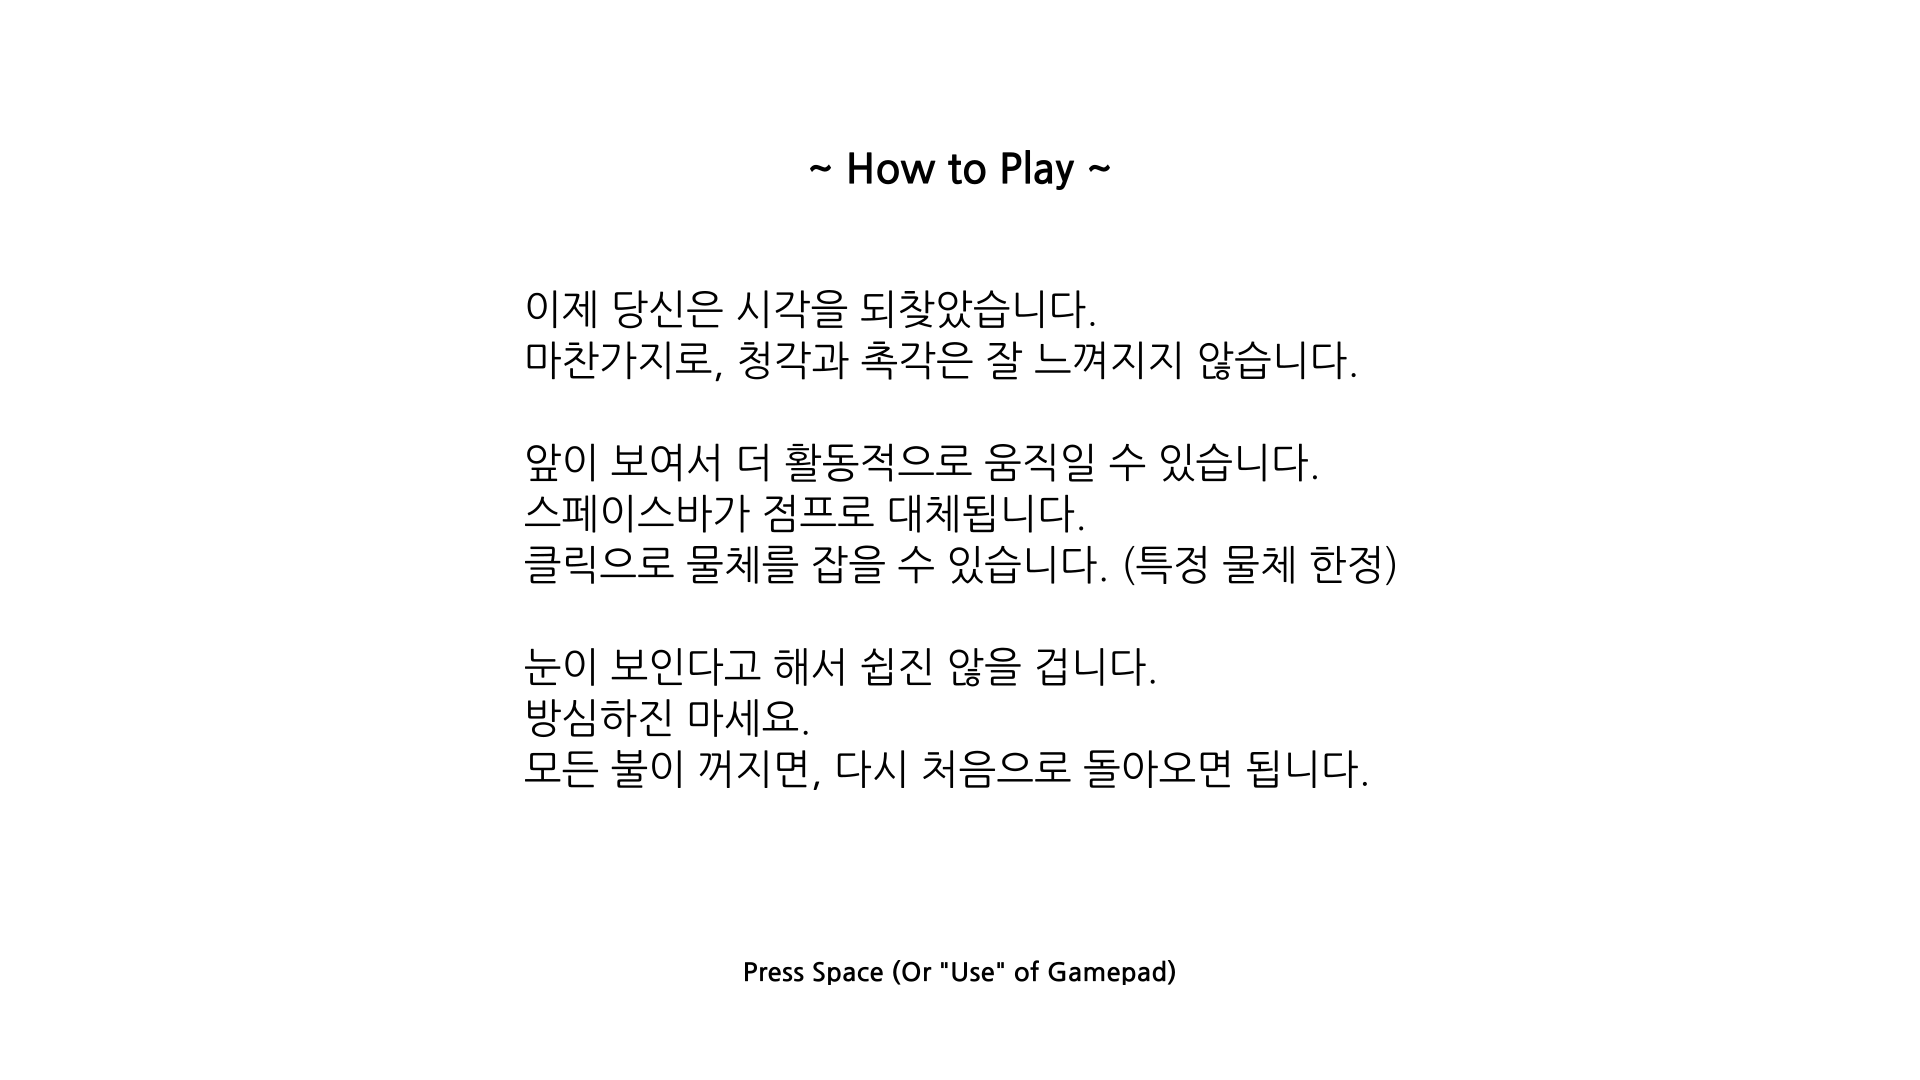 ~ How to Play ~
이제 당신은 시각을 되찾았습니다.
마찬가지로, 청각과 촉각은 잘 느껴지지 않습니다.
앞이 보여서 더 활동적으로 움직일 수 있습니다.
스페이스바가 점프로 대체됩니다.
클릭으로 물체를 잡을 수 있습니다. (특정 물체 한정)
눈이 보인다고 해서 쉽진 않을 겁니다.
방심하진 마세요.
모든 불이 꺼지면, 다시 처음으로 돌아오면 됩니다.
Press Space (Or "Use" of Gamepad)